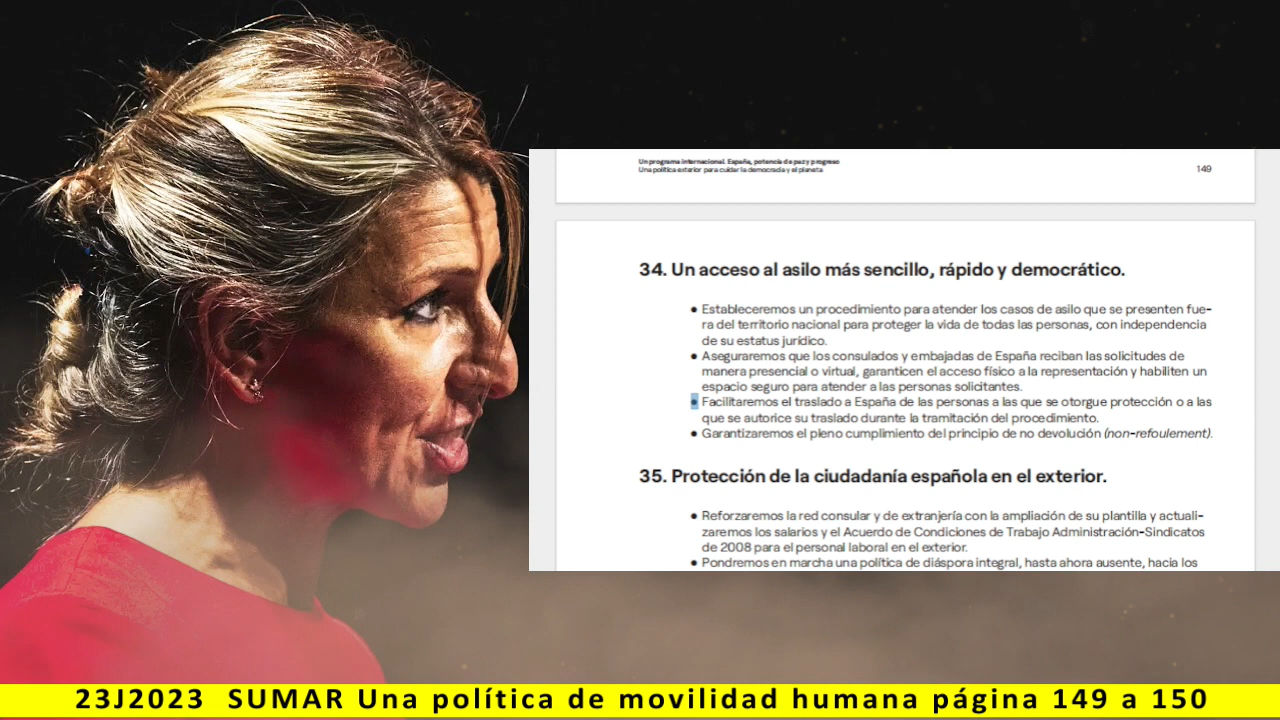 Un programa internacional. España, potencia de paz y progreso
Una política exterior para cuidar la democracia y el planeta
149
34. Un acceso al asilo más sencillo, rápido y democrático.
● Estableceremos un procedimiento para atender los casos de asilo que se presenten fue-
ra del territorio nacional para proteger la vida de todas las personas, con independencia
de su estatus jurídico.
● Aseguraremos que los consulados y embajadas de España reciban las solicitudes de
manera presencial o virtual, garanticen el acceso físico a la representación y habiliten un
espacio seguro para atender a las personas solicitantes.
● Facilitaremos el traslado a España de las personas a las que se otorgue protección o a las
que se autorice su traslado durante la tramitación del procedimiento.
● Garantizaremos el pleno cumplimiento del principio de no devolución (non-refoulement).
35. Protección de la ciudadanía española en el exterior.
● Reforzaremos la red consular y de extranjería con la ampliación de su plantilla y actuali-
zaremos los salarios y el Acuerdo de Condiciones de Trabajo Administración-Sindicatos
de 2008 para el personal laboral en el exterior.
● Pondremos en marcha una política de diáspora integral, hasta ahora ausente, hacia los
23J2023 SUMAR Una política de movilidad humana página 149 a 150